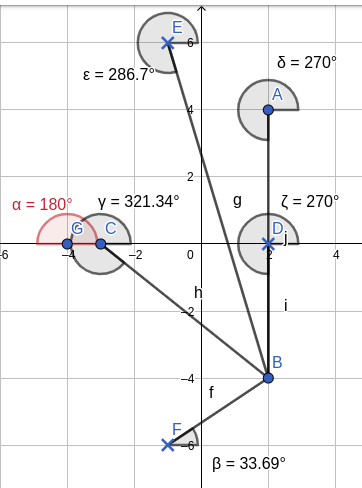 E
6
δ = 270°
ε = 286.7°
A
4
2
α = 180°
γ = 321.34°
g
ζ = 270°
G
C
D
j
-6
−4
−2
0
2
4
h
−2
i
B
−4
f
F
−6
β = 33.69°